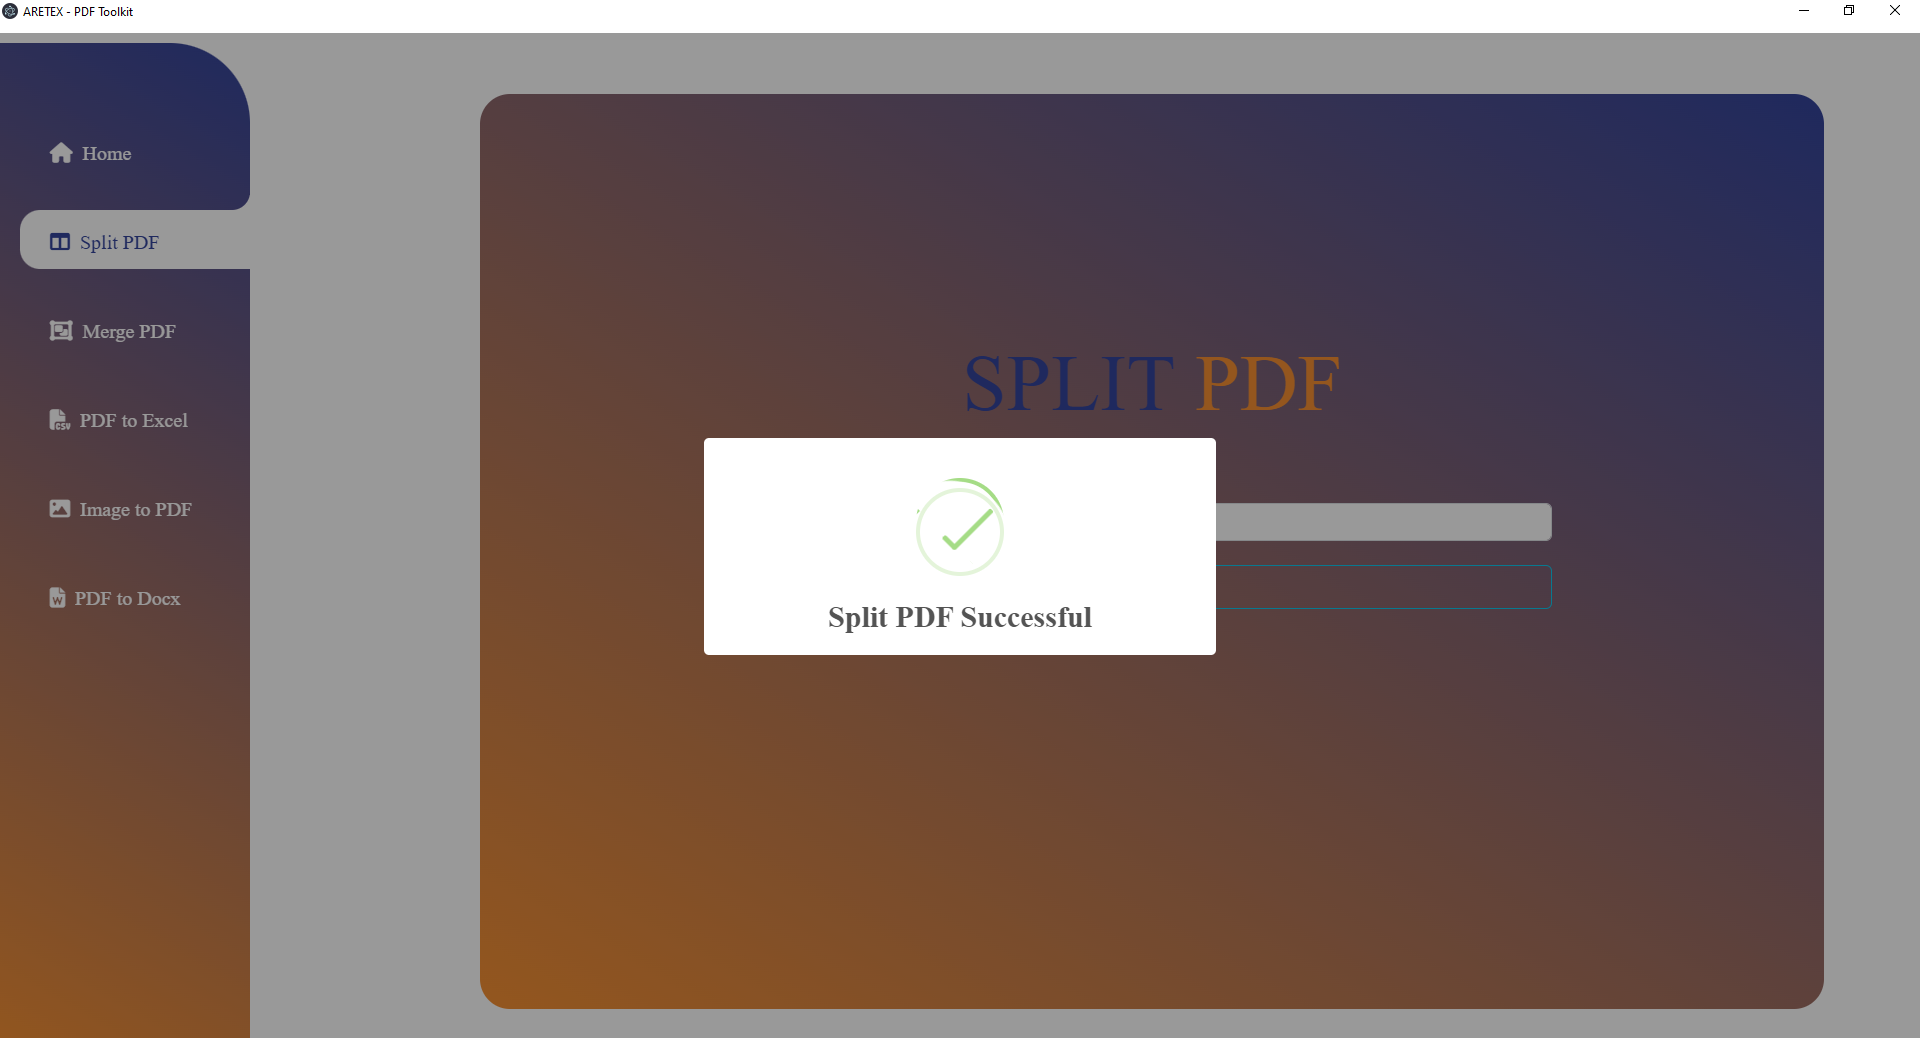 ARETEX - PDF Toolkit
Home
Split PDF
Merge PDF
CSV
PDF to Excel
Image to PDF
W
PDF to Docx
SPLIT PDF
Split PDF Successful